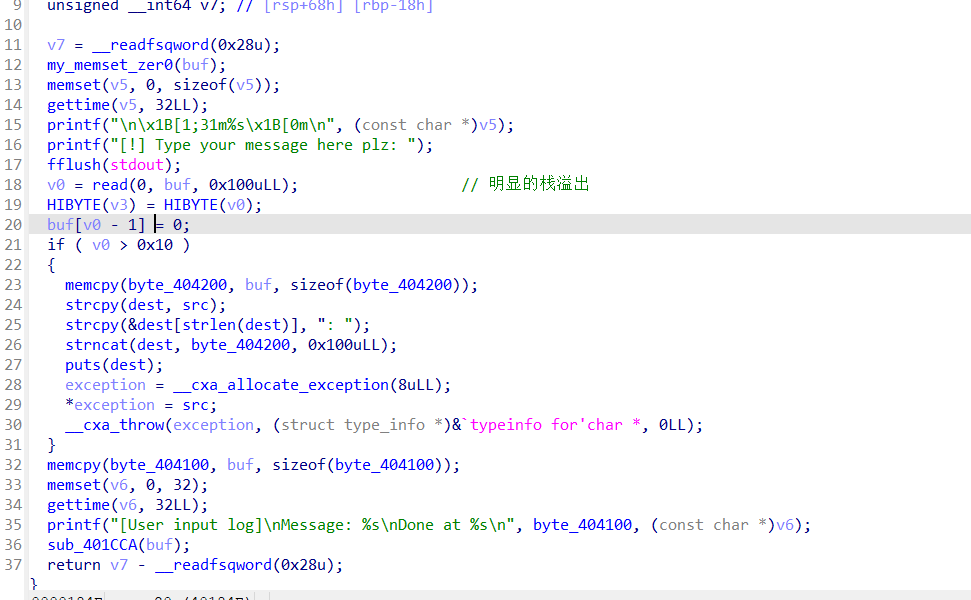 9 unsigned __int64 v7; // [rsp+68h] [rbp-18h]
10
11 v7 = __readfsqword(0x28u);
12 my_memset_zer0(buf);
13 memset(v5, 0, sizeof(v5));
14 gettime(v5, 32LL);
15 printf("\n\x1B[1;31m%s\x1B[0m\n", (const char *)v5);
16 printf("[!] Type your message here plz: ");
17 fflush(stdout);
18 v0 = read(0, buf, 0x100uLL); // 明显的栈溢出
19 HIBYTE(v3) = HIBYTE(v0);
20 buf[v0 - 1] = 0;
21 if ( v0 > 0x10 )
22 {
23 memcpy(byte_404200, buf, sizeof(byte_404200));
24 strcpy(dest, src);
25 strcpy(&dest[strlen(dest)], ": ");
26 strncat(dest, byte_404200, 0x100uLL);
27 puts(dest);
28 exception = __cxa_allocate_exception(8uLL);
29 *exception = src;
30 __cxa_throw(exception, (struct type_info *)&`typeinfo for'char *, 0LL);
31 }
32 memcpy(byte_404100, buf, sizeof(byte_404100));
33 memset(v6, 0, 32);
34 gettime(v6, 32LL);
35 printf("[User input log]\nMessage: %s\nDone at %s\n", byte_404100, (const char *)v6);
36 sub_401CCA(buf);
37 return v7 - __readfsqword(0x28u);
}